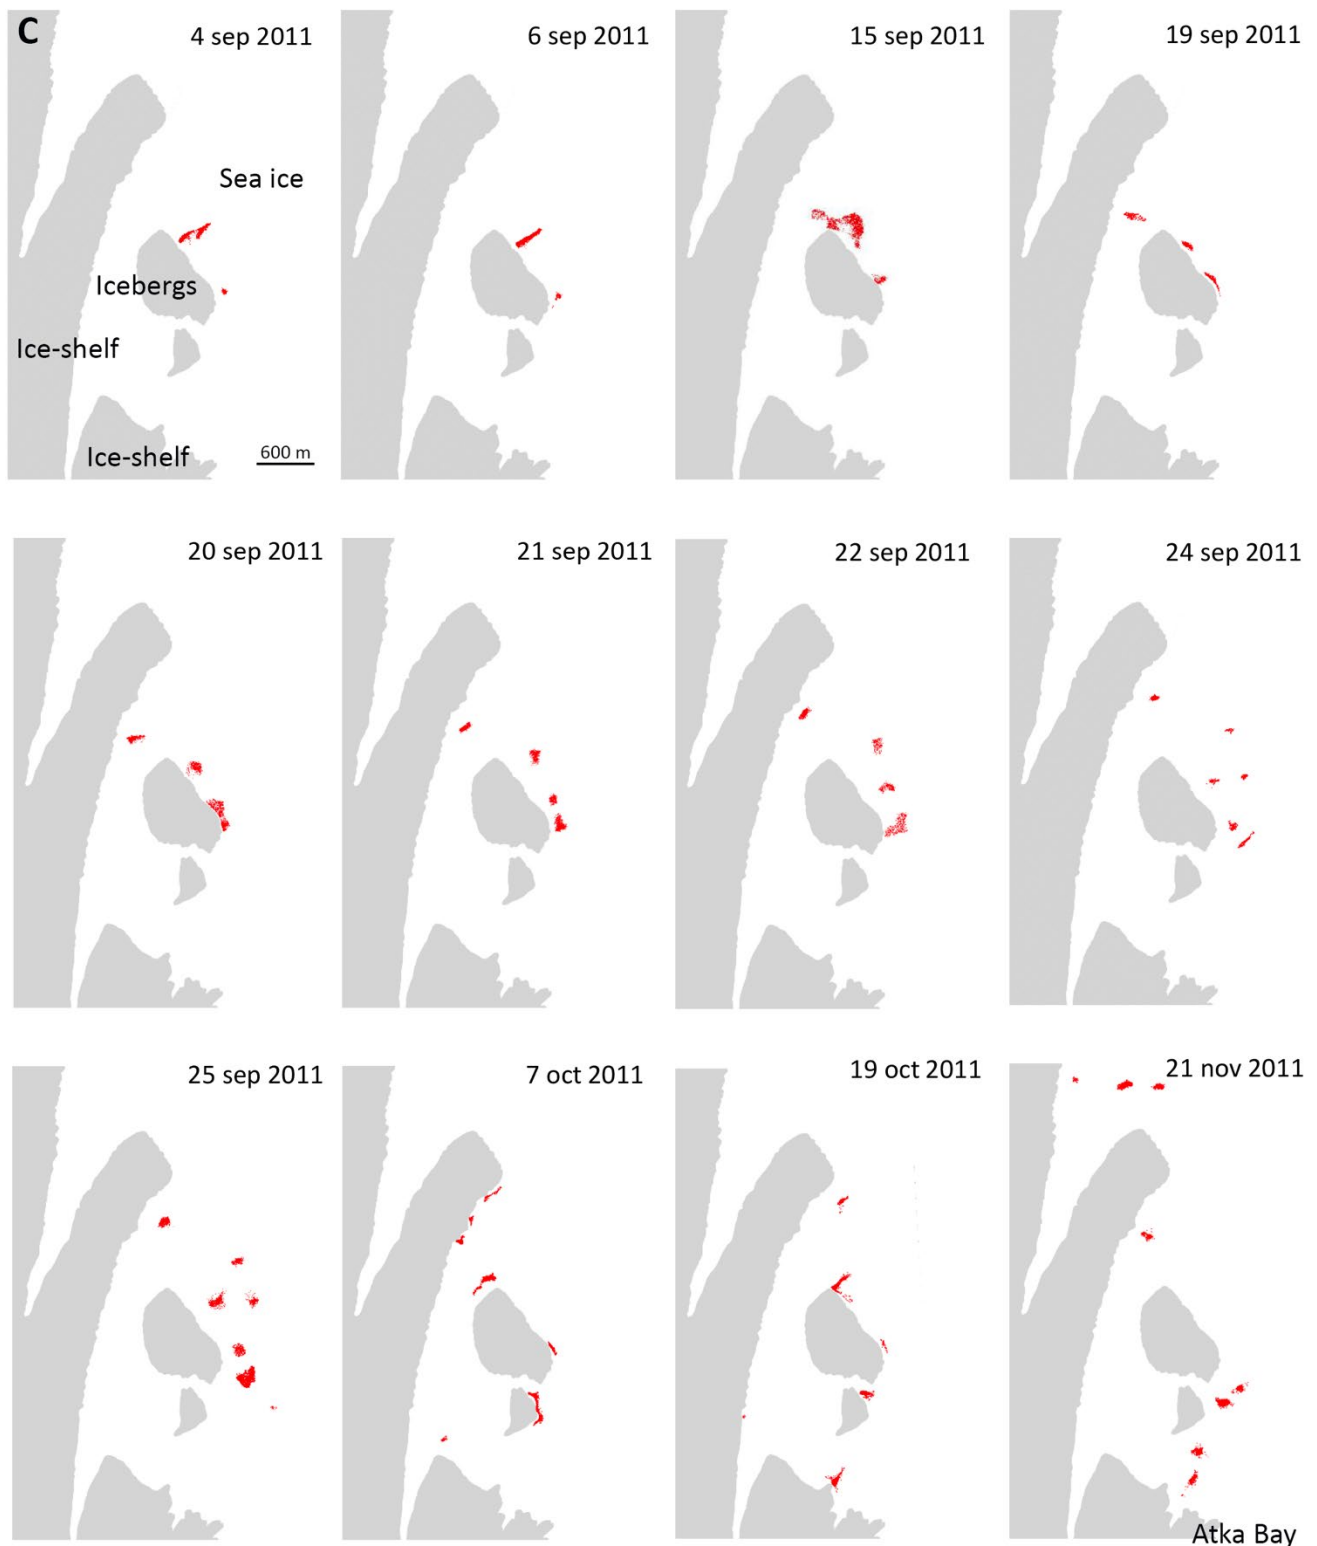 C
4 sep 2011
6 sep 2011
15 sep 2011
19 sep 2011
Sea ice
Icebergs
Ice-shelf
Ice-shelf
600 m
20 sep 2011
21 sep 2011
22 sep 2011
24 sep 2011
25 sep 2011
7 oct 2011
19 oct 2011
21 nov 2011
Atka Bay